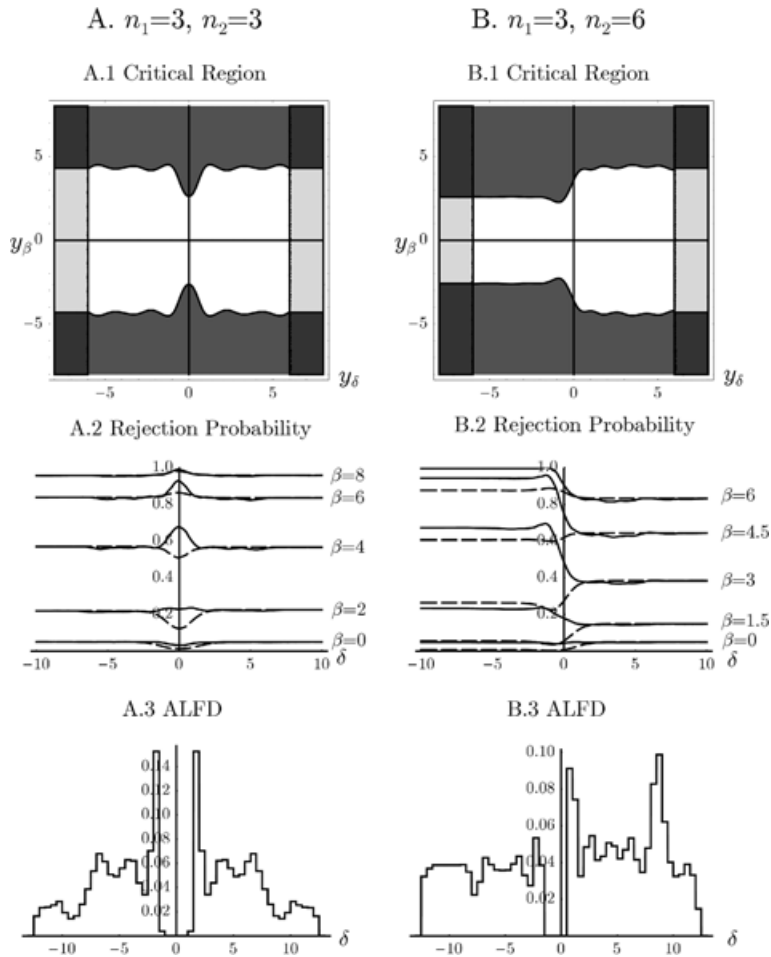 A. n₁=3, n₂=3
A.1 Critical Region
5
y_β 0
−5
−5 0 5 y_δ
A.2 Rejection Probability
1.0
β=8
0.8
β=6
0.6
β=4
0.4
0.2
β=2
β=0
−10 −5 0 5 10 δ
A.3 ALFD
0.14
0.12
0.10
0.08
0.06
0.04
0.02
−10 −5 0 5 10 δ
B. n₁=3, n₂=6
B.1 Critical Region
5
y_β 0
−5
−5 0 5 y_δ
B.2 Rejection Probability
1.0
0.8
β=6
0.6
β=4.5
0.4
β=3
0.2
β=1.5
β=0
−10 −5 0 5 10 δ
B.3 ALFD
0.10
0.08
0.06
0.04
0.02
−10 −5 0 5 10 δ